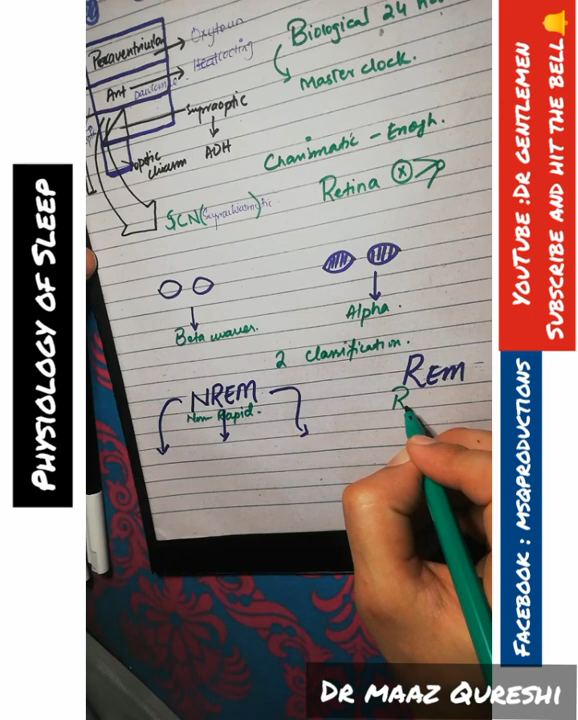 Physiology of Sleep
Paraventricular
Oxytocin
Ant
Supraoptic
ADH
optic
chiasm
SCN(
Biological 24 H
Master clock.
Retina
Beta waves.
Alpha.
2 Classification.
NREM
Non Rapid.
REM
R
YouTube :Dr gentlemen
Subscribe and hit the bell🔔
Facebook : msqproductions
Dr Maaz Qureshi